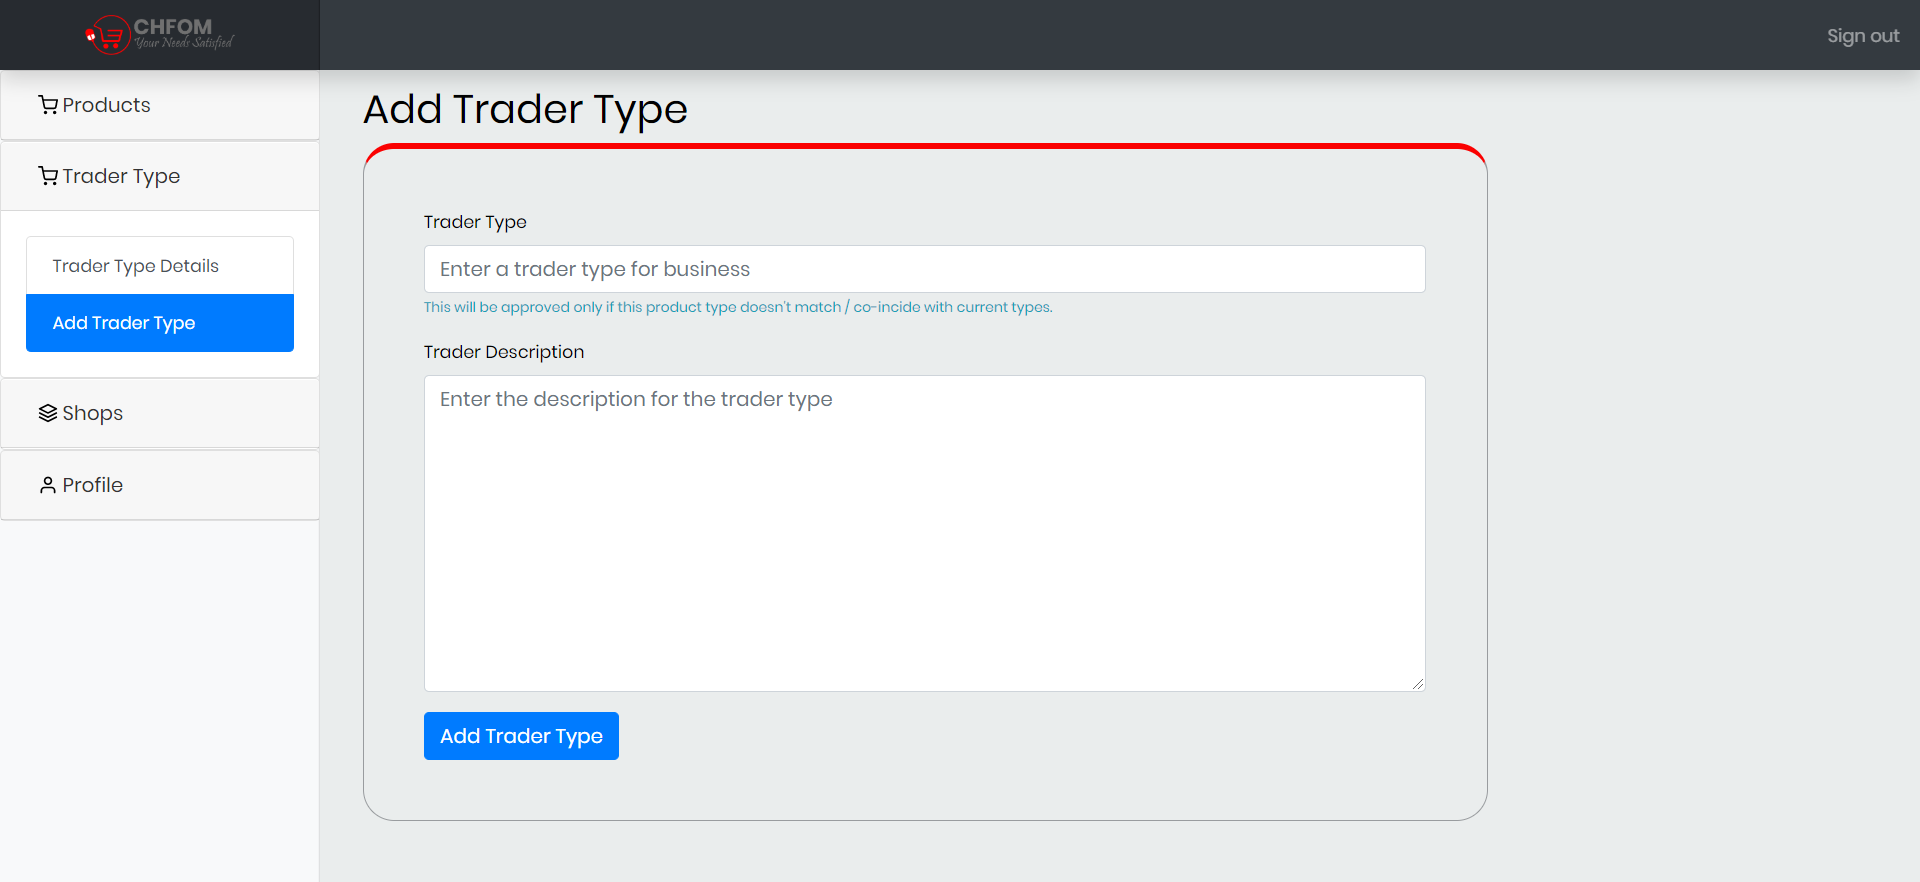 CHFOM
Your Needs Satisfied
Sign out
Products
Trader Type
Trader Type Details
Add Trader Type
Shops
Profile
Add Trader Type
Trader Type
Enter a trader type for business
This will be approved only if this product type doesn't match / co-incide with current types.
Trader Description
Enter the description for the trader type
Add Trader Type